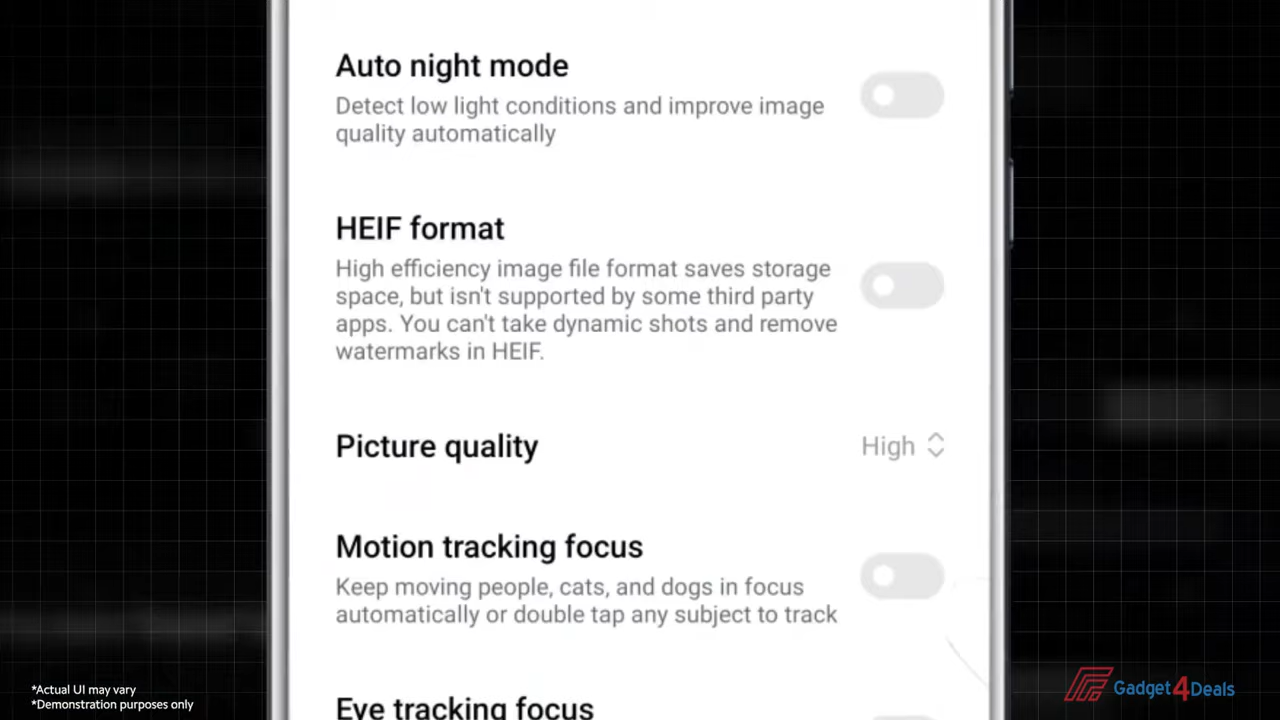 Auto night mode
Detect low light conditions and improve image
quality automatically
HEIF format
High efficiency image file format saves storage
space, but isn't supported by some third party
apps. You can't take dynamic shots and remove
watermarks in HEIF.
Picture quality
High
Motion tracking focus
Keep moving people, cats, and dogs in focus
automatically or double tap any subject to track
Eye tracking focus
*Actual UI may vary
*Demonstration purposes only
Gadget4Deals